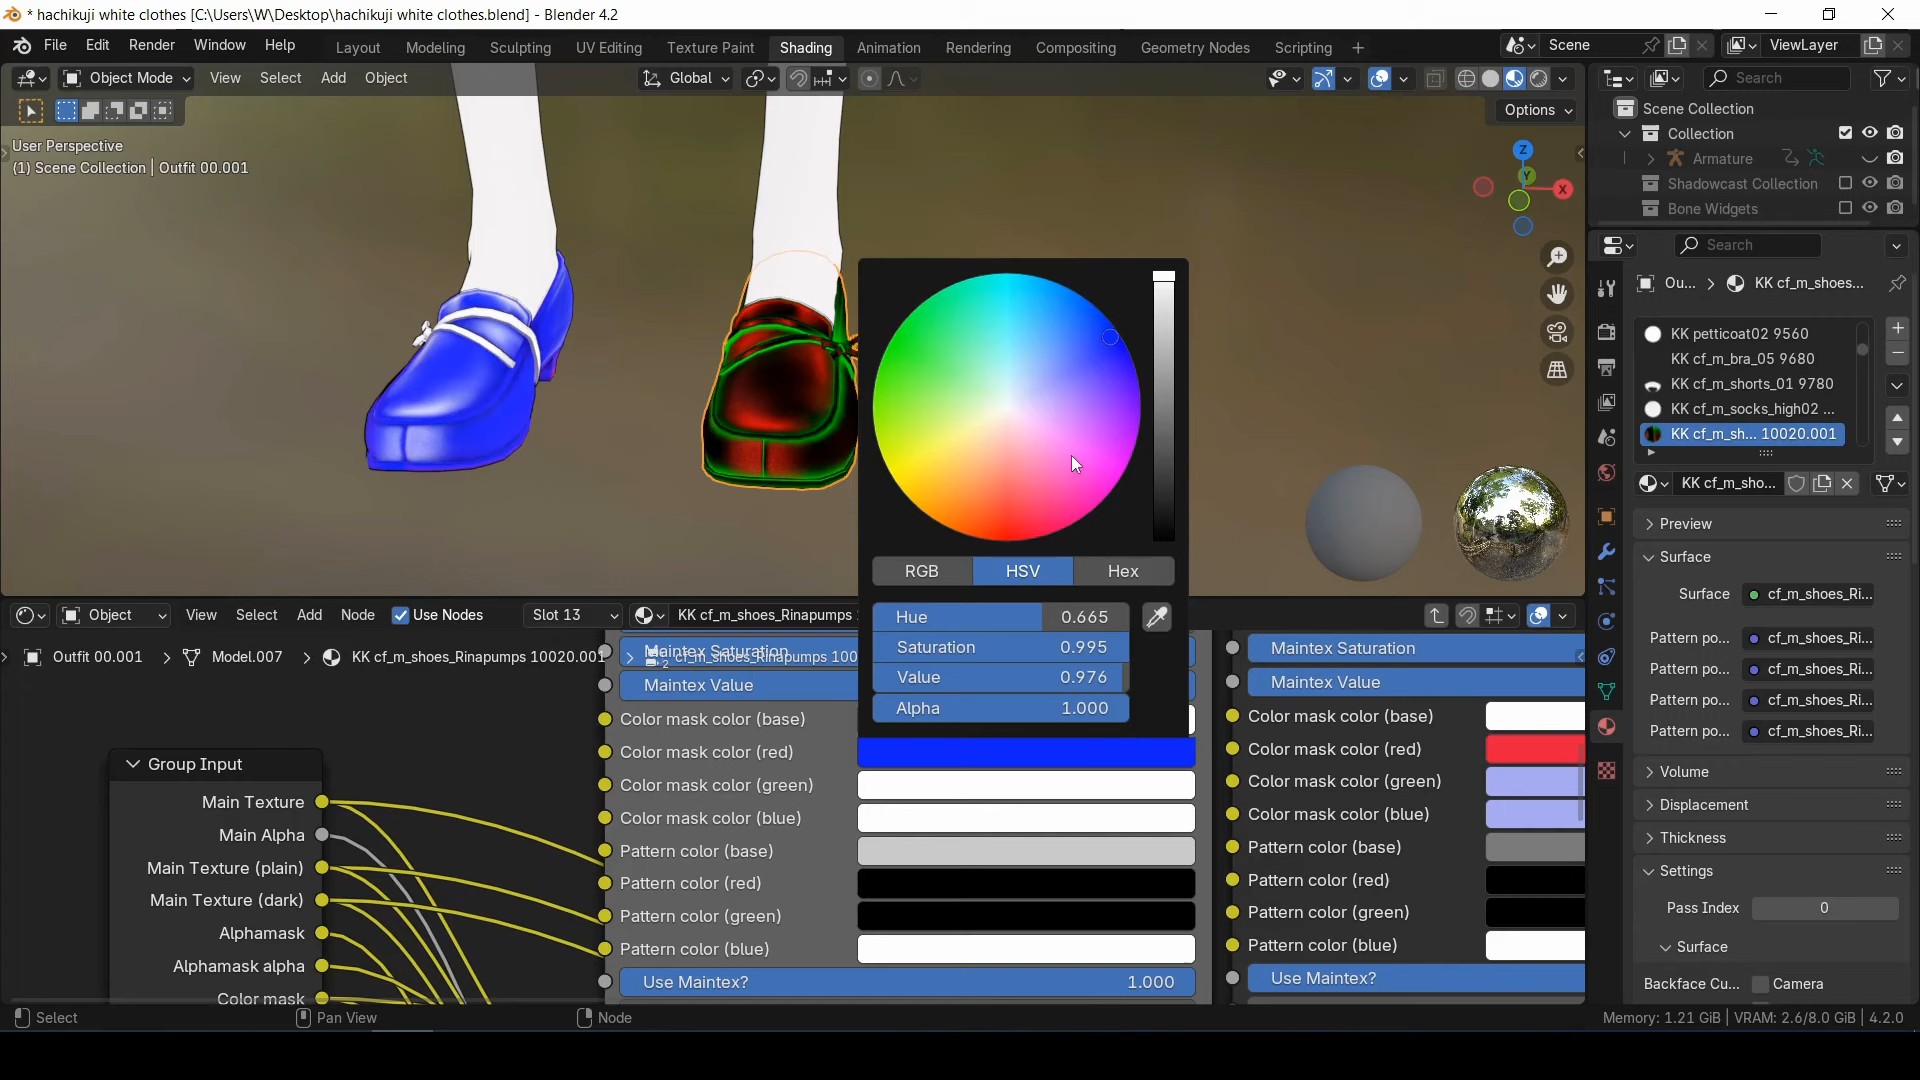 * hachikuji white clothes [C:\Users\W\Desktop\hachikuji white clothes.blend] - Blender 4.2
File Edit Render Window Help Layout Modeling Sculpting UV Editing Texture Paint Shading Animation Rendering Compositing Geometry Nodes Scripting + Scene ViewLayer
Object Mode View Select Add Object Global Search
Options
User Perspective
(1) Scene Collection | Outfit 00.001
Z
Y
X
Scene Collection
Collection
Armature
Shadowcast Collection
Bone Widgets
Search
Ou... > KK cf_m_shoes...
KK petticoat02 9560
KK cf_m_bra_05 9680
KK cf_m_shorts_01 9780
KK cf_m_socks_high02 ...
KK cf_m_sh... 10020.001
KK cf_m_sho...
Preview
Surface
Surface cf_m_shoes_Ri...
Pattern po... cf_m_shoes_Ri...
Pattern po... cf_m_shoes_Ri...
Pattern po... cf_m_shoes_Ri...
Pattern po... cf_m_shoes_Ri...
Volume
Displacement
Thickness
Settings
Pass Index 0
Surface
Backface Cu... Camera
RGB HSV Hex
Hue 0.665
Saturation 0.995
Value 0.976
Alpha 1.000
Object View Select Add Node Use Nodes Slot 13 KK cf_m_shoes_Rinapumps
Outfit 00.001 > Model.007 > KK cf_m_shoes_Rinapumps 10020.001 > cf_m_shoes_Rinapumps 100
2
Group Input
Main Texture
Main Alpha
Main Texture (plain)
Main Texture (dark)
Alphamask
Alphamask alpha
Color mask
Maintex Saturation
Maintex Value
Color mask color (base)
Color mask color (red)
Color mask color (green)
Color mask color (blue)
Pattern color (base)
Pattern color (red)
Pattern color (green)
Pattern color (blue)
Use Maintex? 1.000
Maintex Saturation
Maintex Value
Color mask color (base)
Color mask color (red)
Color mask color (green)
Color mask color (blue)
Pattern color (base)
Pattern color (red)
Pattern color (green)
Pattern color (blue)
Use Maintex?
Select Pan View Node Memory: 1.21 GiB | VRAM: 2.6/8.0 GiB | 4.2.0